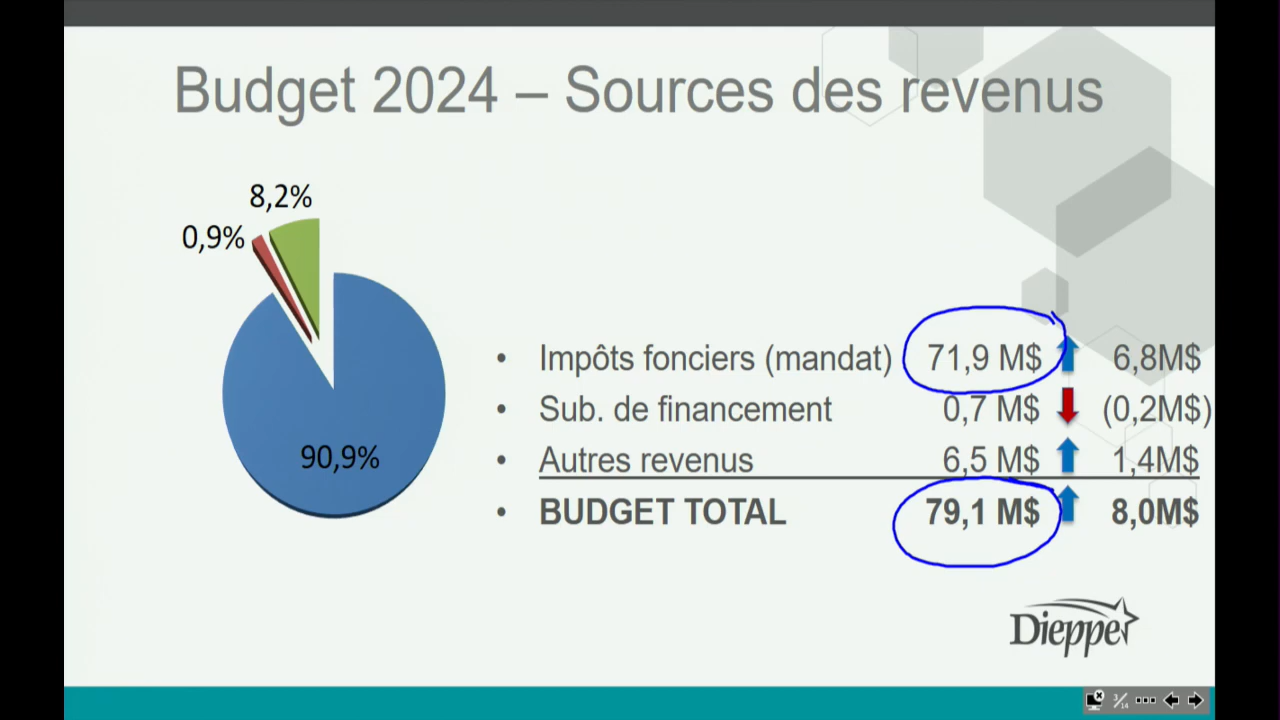 Budget 2024 – Sources des revenus
8,2%
0,9%
90,9%
• Impôts fonciers (mandat) 71,9 M$ 6,8M$
• Sub. de financement 0,7 M$ (0,2M$)
• Autres revenus 6,5 M$ 1,4M$
• BUDGET TOTAL 79,1 M$ 8,0M$
Dieppe
3/14